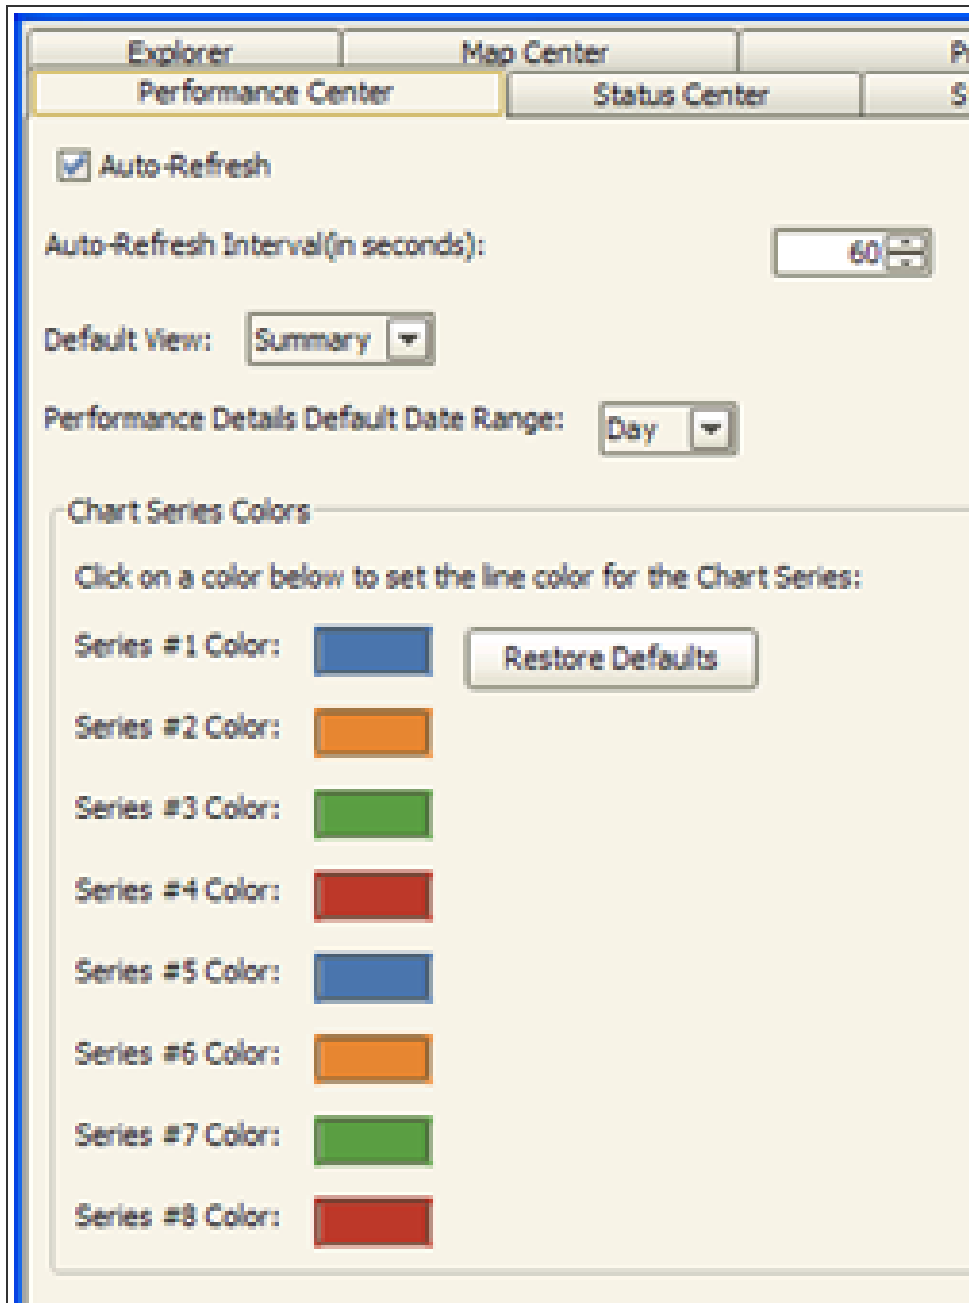 Explorer Map Center
Performance Center Status Center
Auto-Refresh
Auto-Refresh Interval(in seconds): 60
Default View: Summary
Performance Details Default Date Range: Day
Chart Series Colors
Click on a color below to set the line color for the Chart Series:
Series #1 Color: Restore Defaults
Series #2 Color:
Series #3 Color:
Series #4 Color:
Series #5 Color:
Series #6 Color:
Series #7 Color:
Series #8 Color: